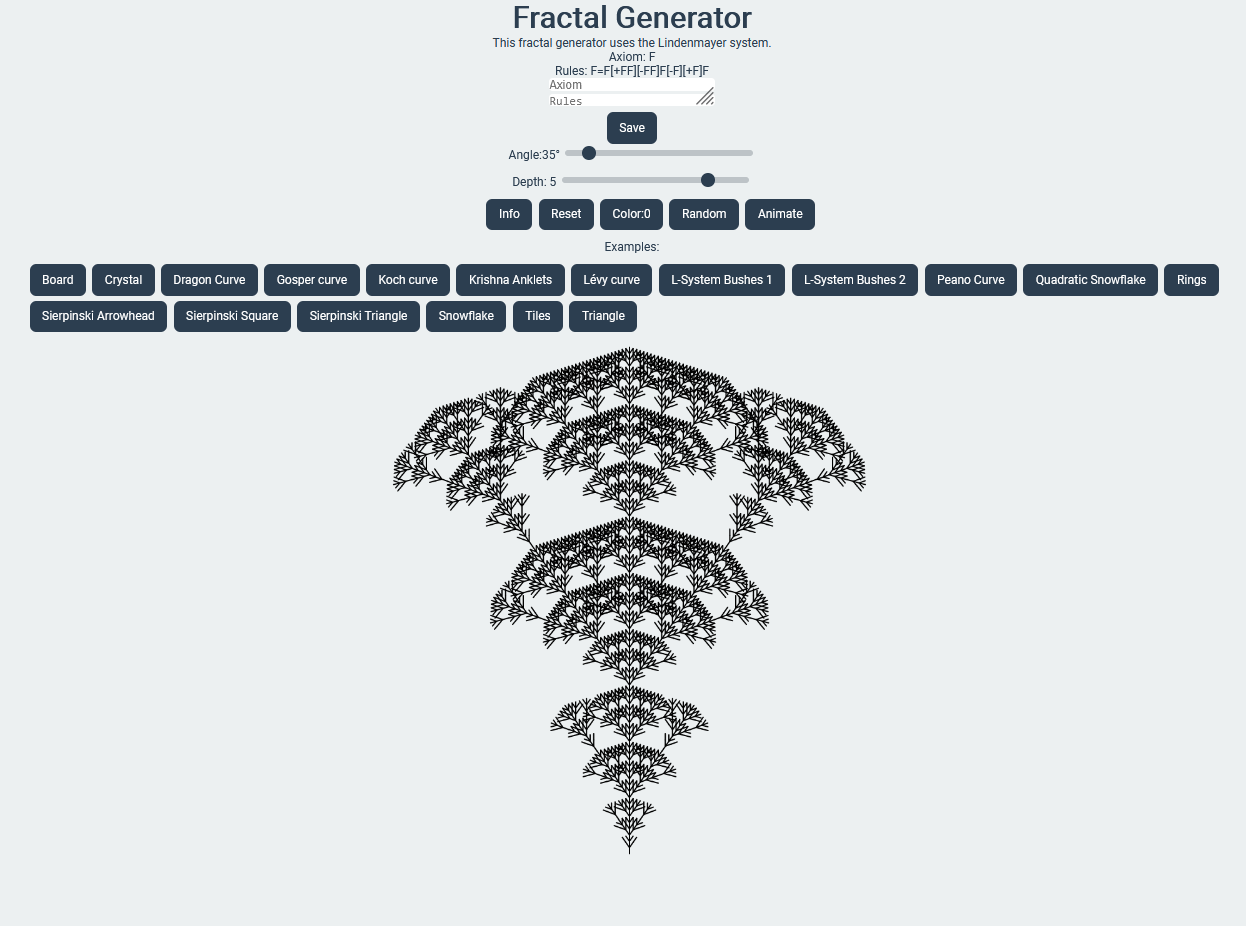 Fractal Generator
This fractal generator uses the Lindenmayer system.
Axiom: F
Rules: F=F[+FF][-FF]F[-F][+F]F
Axiom
Rules
Save
Angle:35°
Depth: 5
Info Reset Color:0 Random Animate
Examples:
Board Crystal Dragon Curve Gosper curve Koch curve Krishna Anklets Lévy curve L-System Bushes 1 L-System Bushes 2 Peano Curve Quadratic Snowflake Rings
Sierpinski Arrowhead Sierpinski Square Sierpinski Triangle Snowflake Tiles Triangle